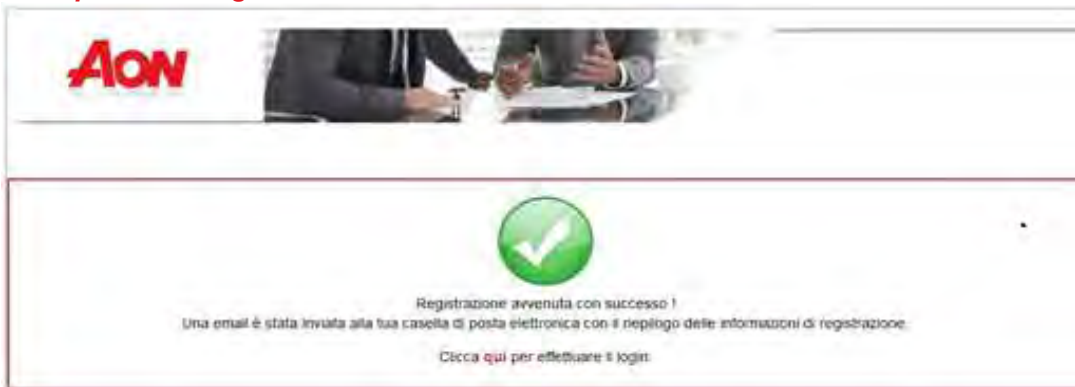 AON
Registrazione avvenuta con successo !
Una email è stata inviata alla tua casella di posta elettronica con il riepilogo delle informazioni di registrazione.
Clicca qui per effettuare il login.